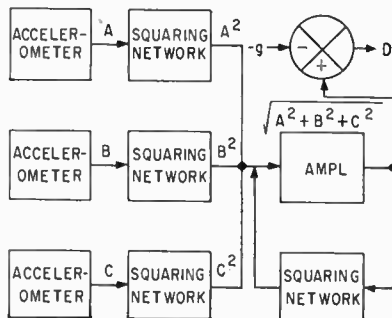 ACCELER-
OMETER
A
SQUARING
NETWORK
A²
-g
−
+
D
√A²+B²+C²
ACCELER-
OMETER
B
SQUARING
NETWORK
B²
AMPL
ACCELER-
OMETER
C
SQUARING
NETWORK
C²
SQUARING
NETWORK